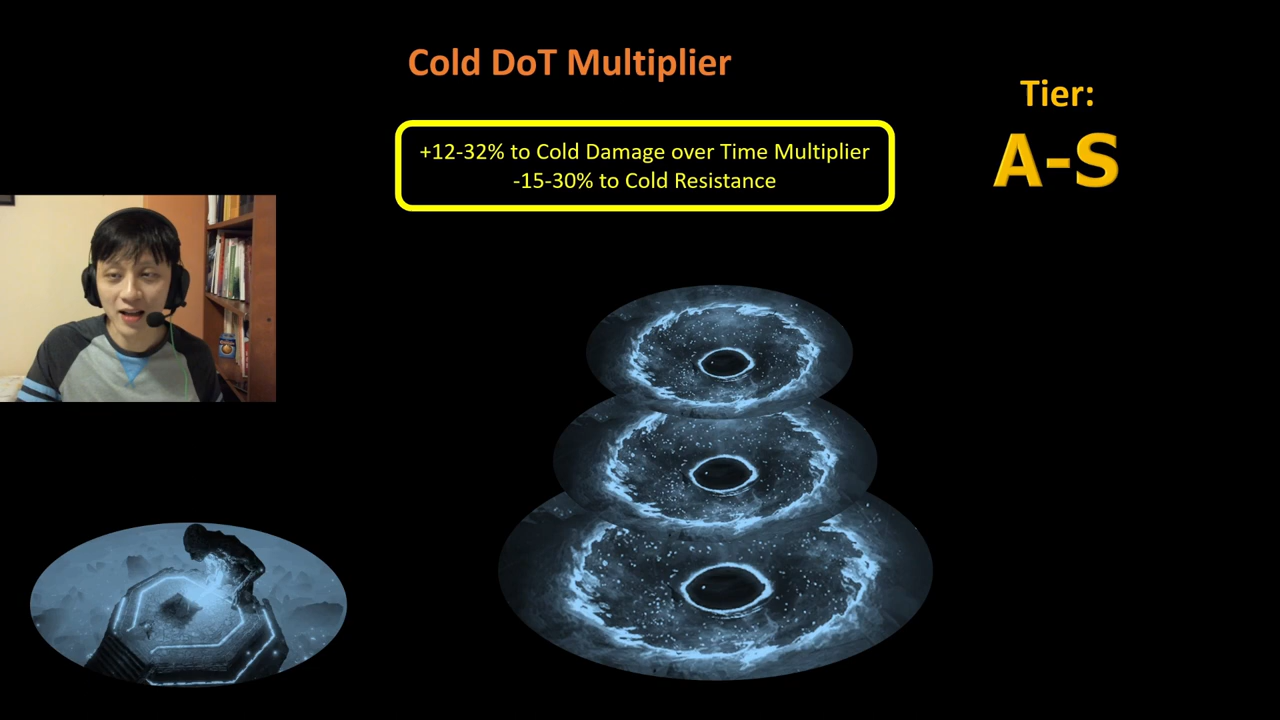 Cold DoT Multiplier
+12-32% to Cold Damage over Time Multiplier
-15-30% to Cold Resistance
Tier:
A-S